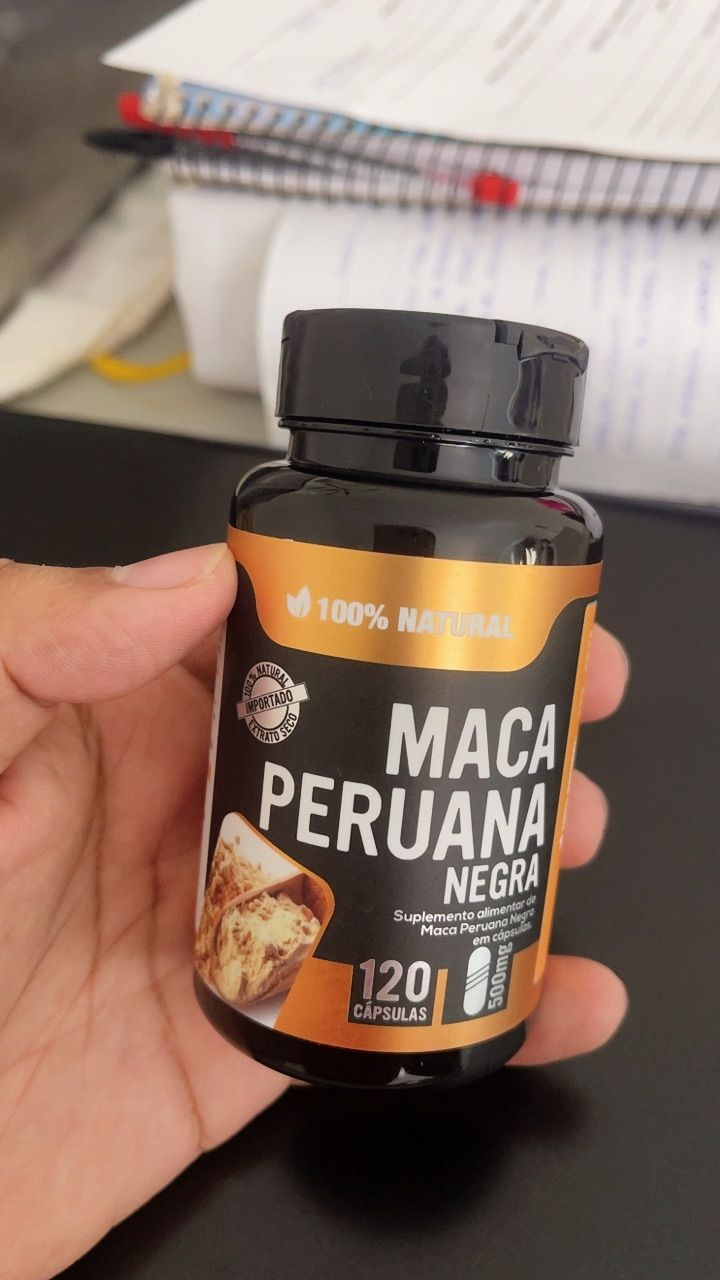 100% NATURAL
100% NATURAL
IMPORTADO
EXTRATO SECO
MACA
PERUANA
NEGRA
Suplemento alimentar de
Maca Peruana Negra
em cápsulas.
120
CÁPSULAS
500mg